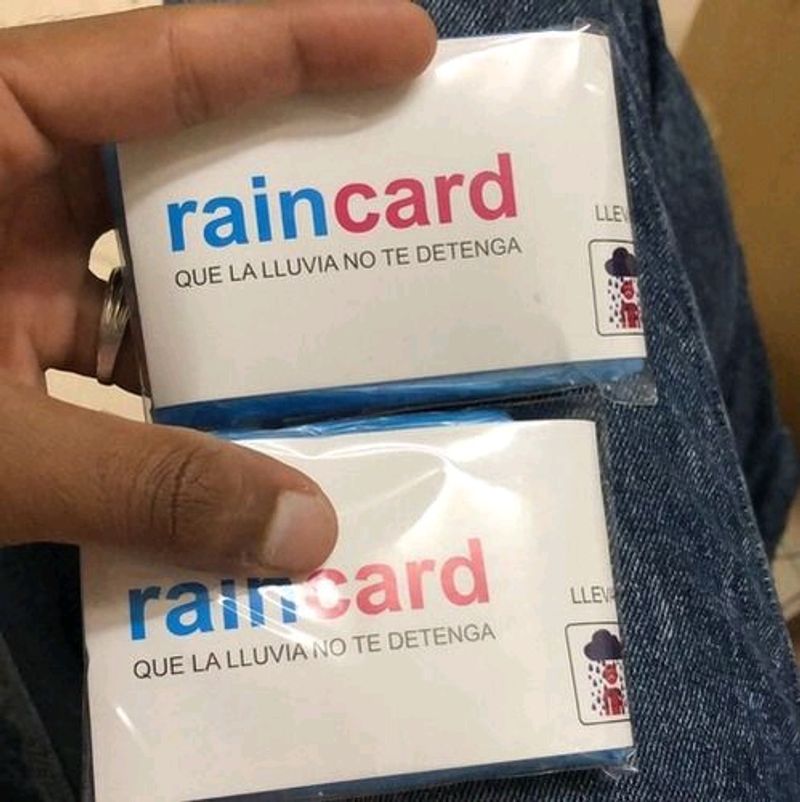 raincard
QUE LA LLUVIA NO TE DETENGA
raincard
QUE LA LLUVIA NO TE DETENGA